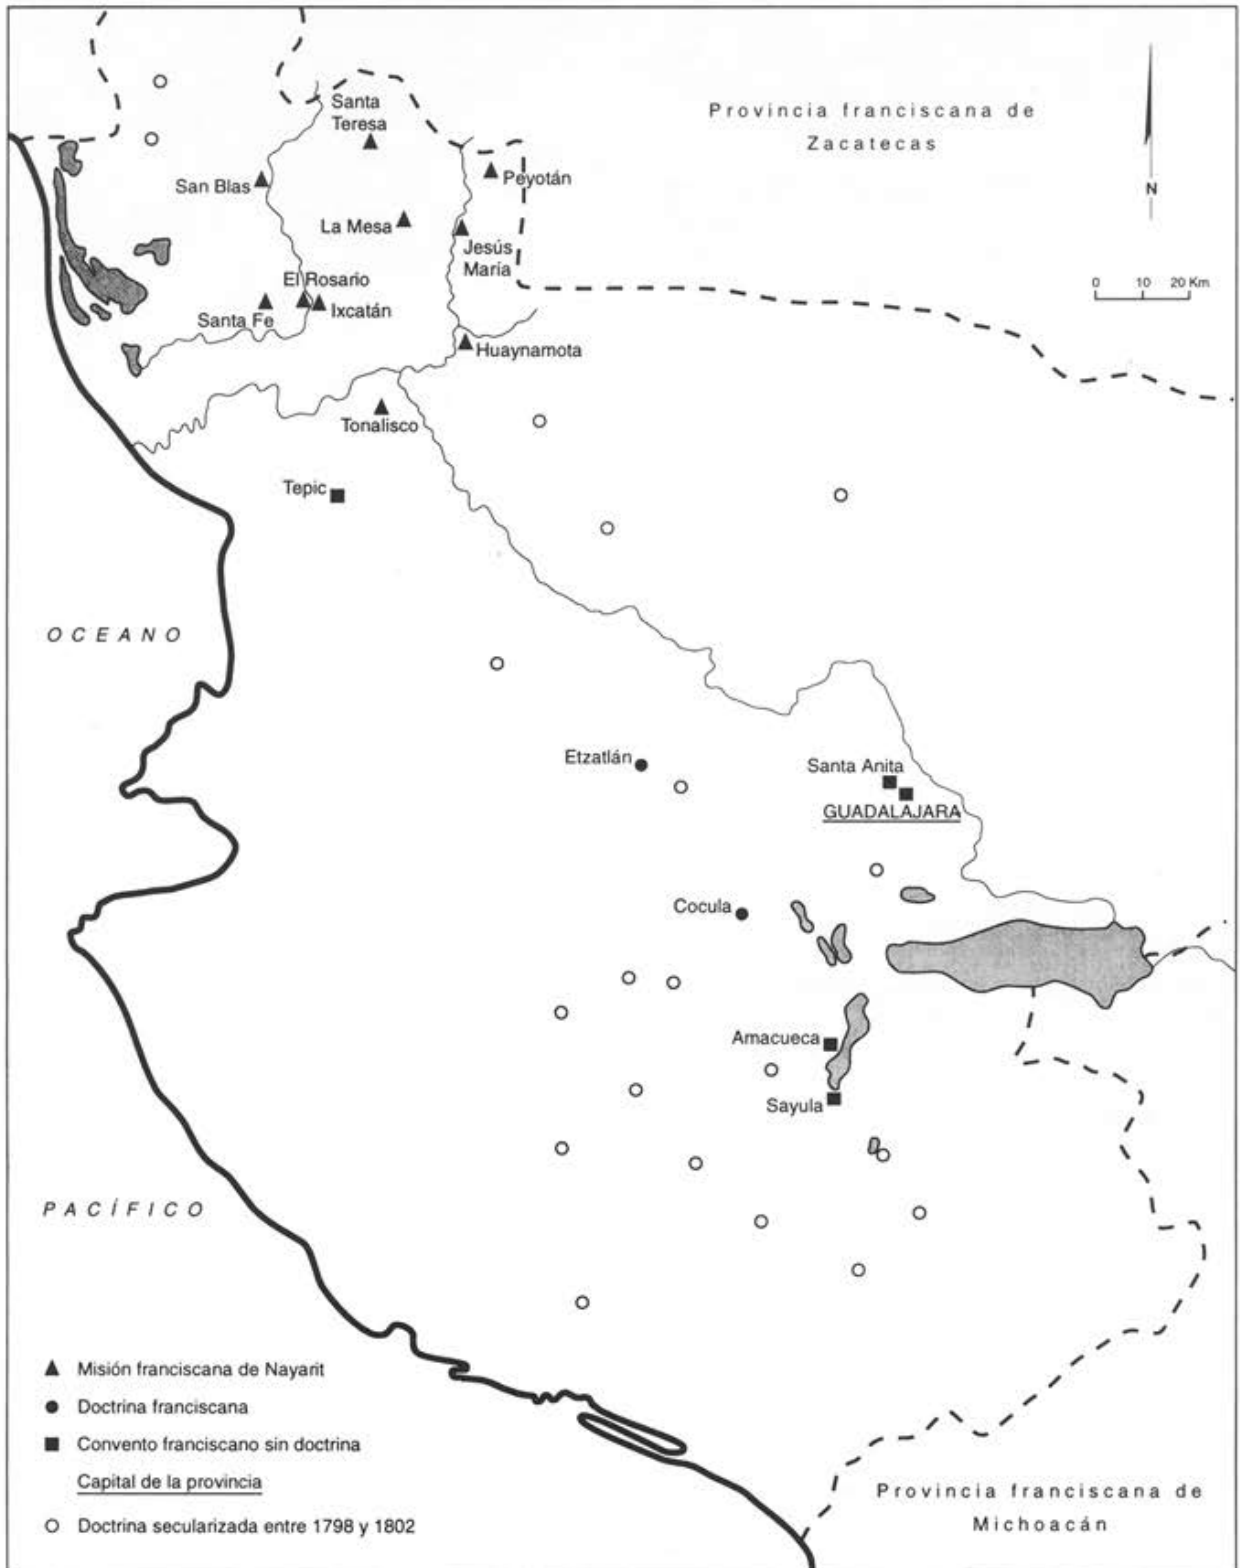 Provincia franciscana de
Zacatecas
Santa
Teresa
San Blas
Peyotán
La Mesa
N
Jesús
María
El Rosario
0 10 20 Km
Santa Fe
Ixcatán
Huaynamota
Tonalisco
Tepic
OCEANO
Etzatlán
Santa Anita
GUADALAJARA
Cocula
Amacueca
Sayula
PACÍFICO
Misión franciscana de Nayarit
Doctrina franciscana
Convento franciscano sin doctrina
Capital de la provincia
Doctrina secularizada entre 1798 y 1802
Provincia franciscana de
Michoacán